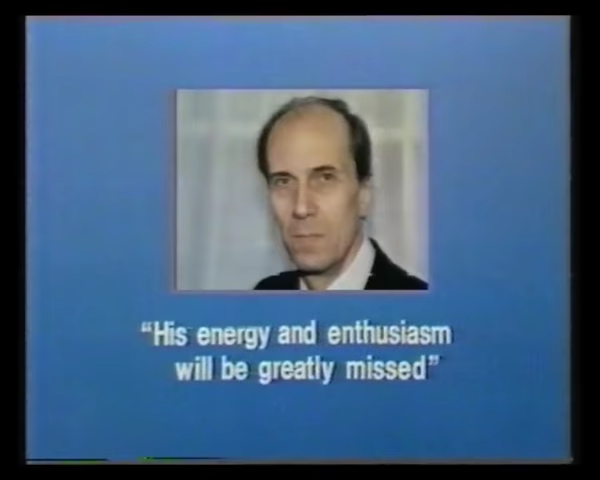 “His energy and enthusiasm
will be greatly missed”